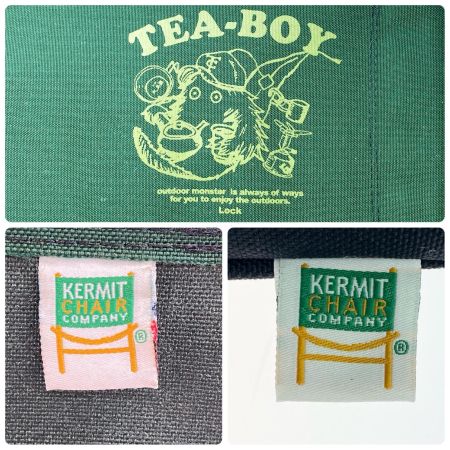 TEA-BOY
outdoor monster is always of ways
for you to enjoy the outdoors.
Lock
KERMIT
CHAIR
COMPANY
®
KERMIT
CHAIR
COMPANY
®